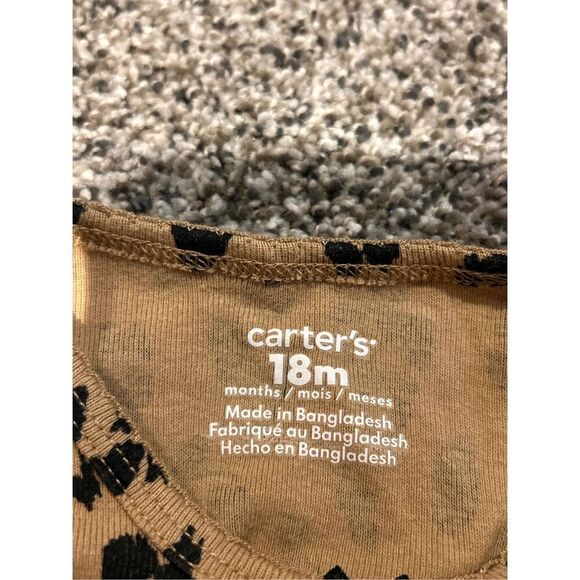 carter's
18m
months / mois / meses
Made in Bangladesh
Fabriqué au Bangladesh
Hecho en Bangladesh